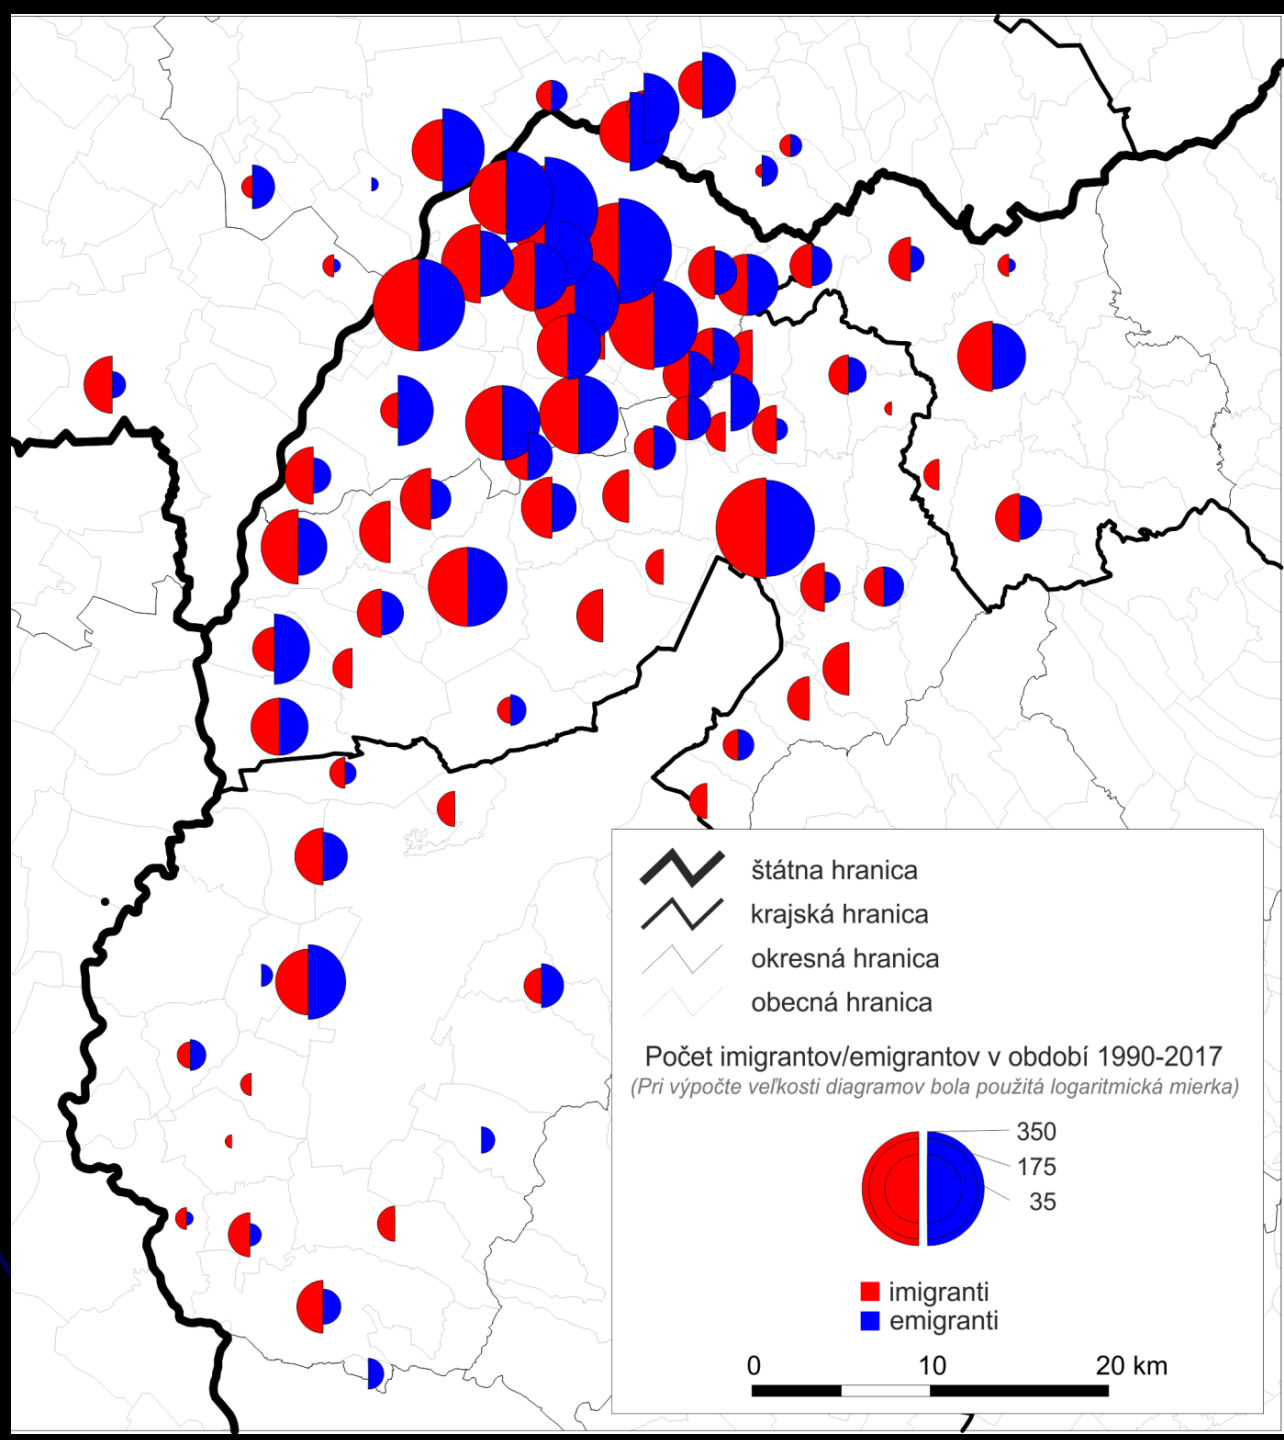 štátna hranica
krajská hranica
okresná hranica
obecná hranica
Počet imigrantov/emigrantov v období 1990-2017
(Pri výpočte veľkosti diagramov bola použitá logaritmická mierka)
350
175
35
imigranti
emigranti
0 10 20 km